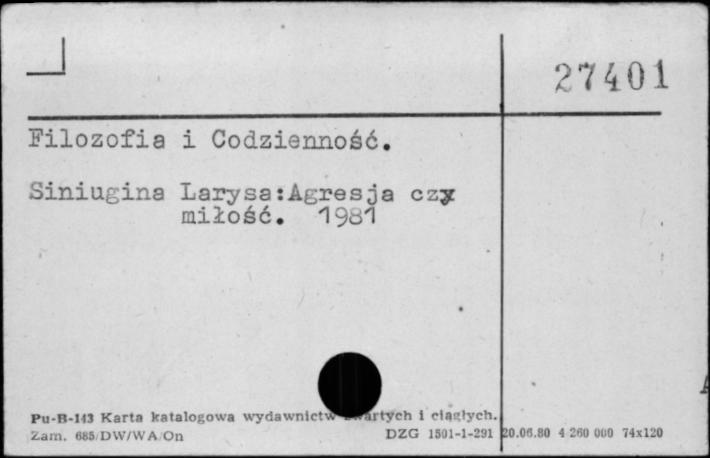 27401
Filozofia i Codzienność.
Siniugina Larysa:Agresja czy
miłość. 1981
Pu-B-143 Karta katalogowa wydawnictw zwartych i ciągłych.
Zam. 685/DW/WA/On DZG 1501-1-291 20.06.80 4 260 000 74x120